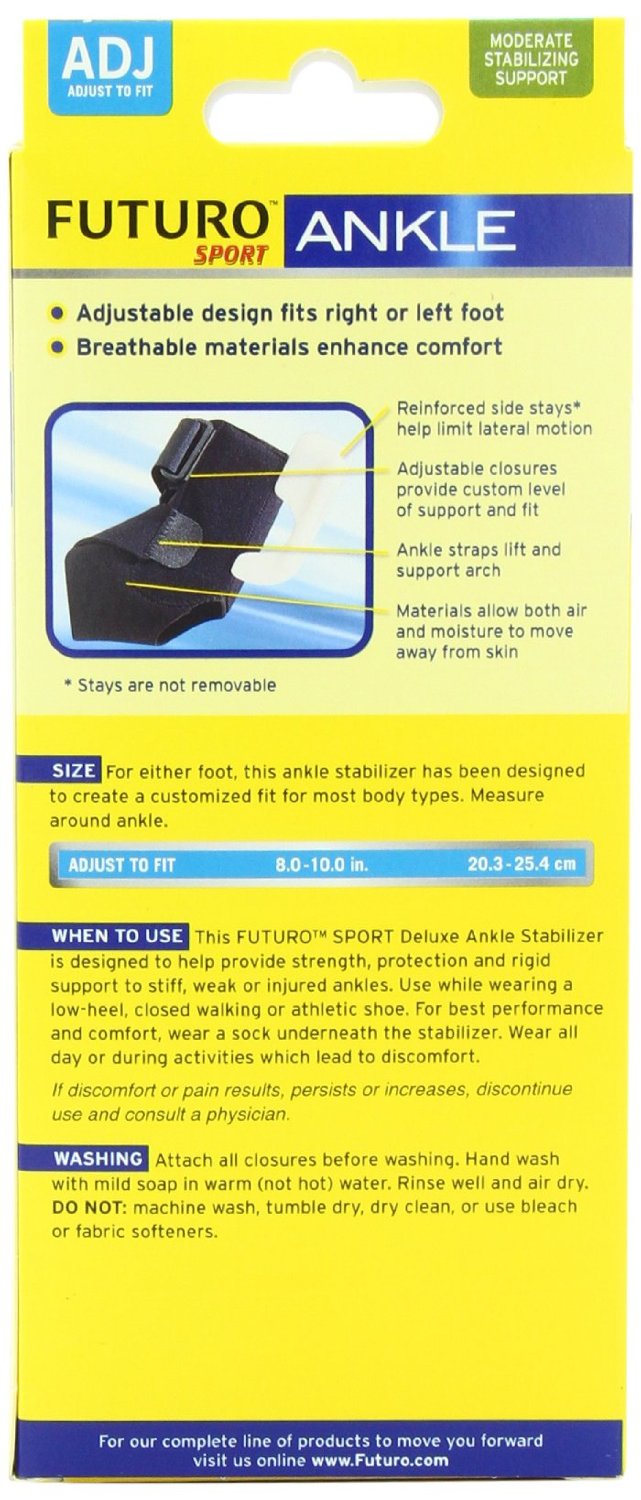 ADJ
ADJUST TO FIT
MODERATE
STABILIZING
SUPPORT
FUTURO™
SPORT
ANKLE
• Adjustable design fits right or left foot
• Breathable materials enhance comfort
Reinforced side stays*
help limit lateral motion
Adjustable closures
provide custom level
of support and fit
Ankle straps lift and
support arch
Materials allow both air
and moisture to move
away from skin
* Stays are not removable
SIZE For either foot, this ankle stabilizer has been designed
to create a customized fit for most body types. Measure
around ankle.
ADJUST TO FIT 8.0-10.0 in. 20.3-25.4 cm
WHEN TO USE This FUTURO™ SPORT Deluxe Ankle Stabilizer
is designed to help provide strength, protection and rigid
support to stiff, weak or injured ankles. Use while wearing a
low-heel, closed walking or athletic shoe. For best performance
and comfort, wear a sock underneath the stabilizer. Wear all
day or during activities which lead to discomfort.
If discomfort or pain results, persists or increases, discontinue
use and consult a physician.
WASHING Attach all closures before washing. Hand wash
with mild soap in warm (not hot) water. Rinse well and air dry.
DO NOT: machine wash, tumble dry, dry clean, or use bleach
or fabric softeners.
For our complete line of products to move you forward
visit us online www.Futuro.com